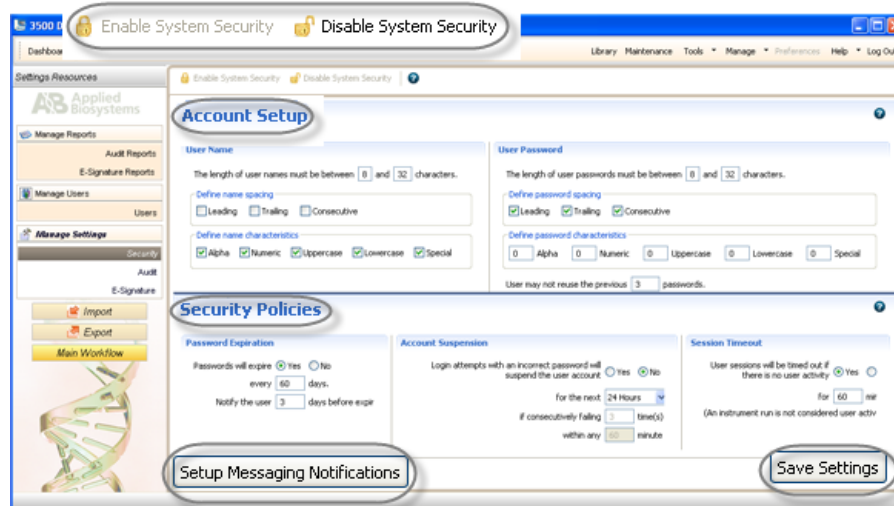 3500 D
Enable System Security Disable System Security
Dashboar
Library Maintenance Tools Manage Preferences Help Log Ou
Settings Resources
Enable System Security Disable System Security
AB Applied Biosystems
Manage Reports
Audit Reports
E-Signature Reports
Manage Users
Users
Manage Settings
Security
Audit
E-Signature
Import
Export
Main Workflow
Account Setup
User Name
The length of user names must be between 8 and 32 characters.
Define name spacing
Leading Trailing Consecutive
Define name characteristics
Alpha Numeric Uppercase Lowercase Special
User Password
The length of user passwords must be between 8 and 32 characters.
Define password spacing
Leading Trailing Consecutive
Define password characteristics
0 Alpha 0 Numeric 0 Uppercase 0 Lowercase 0 Special
User may not reuse the previous 3 passwords.
Security Policies
Password Expiration
Passwords will expire Yes No
every 60 days.
Notify the user 3 days before expir
Account Suspension
Login attempts with an incorrect password will
suspend the user account Yes No
for the next 24 Hours
if consecutively failing 3 time(s)
within any 60 minute
Session Timeout
User sessions will be timed out if
there is no user activity Yes
for 60 mir
(An instrument run is not considered user activ
Setup Messaging Notifications
Save Settings